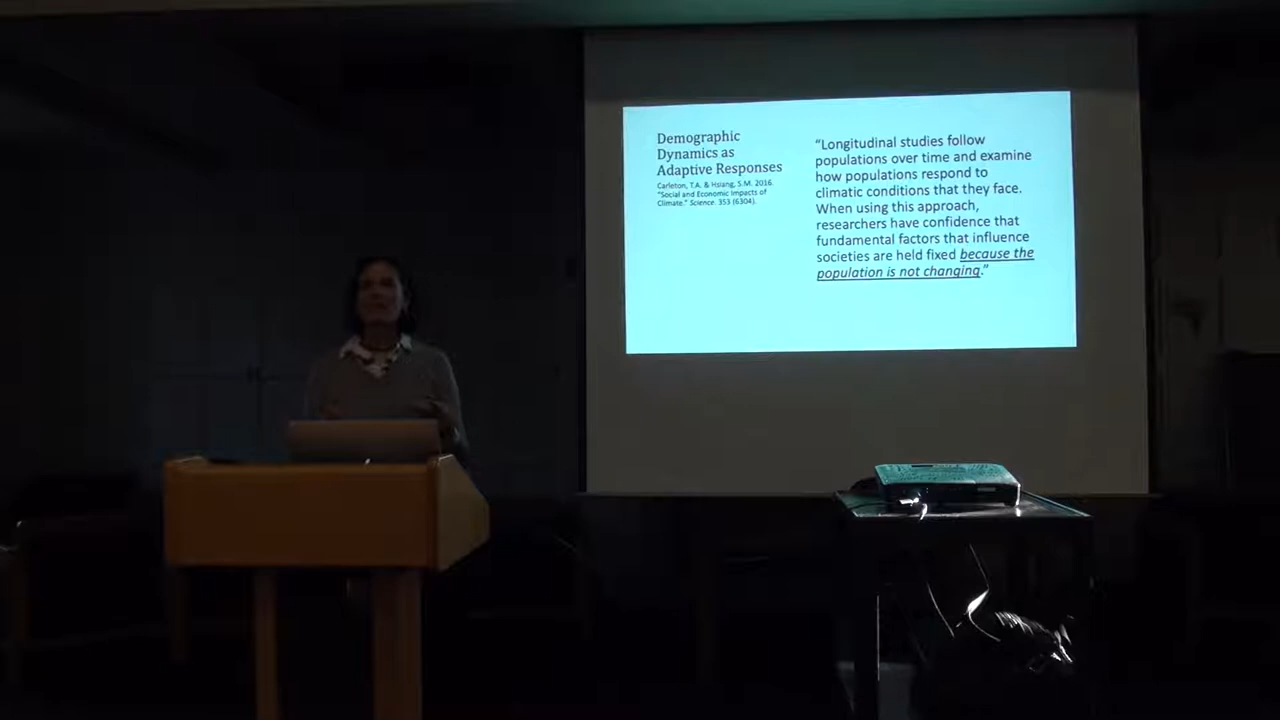 Demographic
Dynamics as
Adaptive Responses
Carleton, T.A. & Hsiang, S.M. 2016.
"Social and Economic Impacts of
Climate." Science. 353 (6304).
“Longitudinal studies follow
populations over time and examine
how populations respond to
climatic conditions that they face.
When using this approach,
researchers have confidence that
fundamental factors that influence
societies are held fixed because the
population is not changing.”